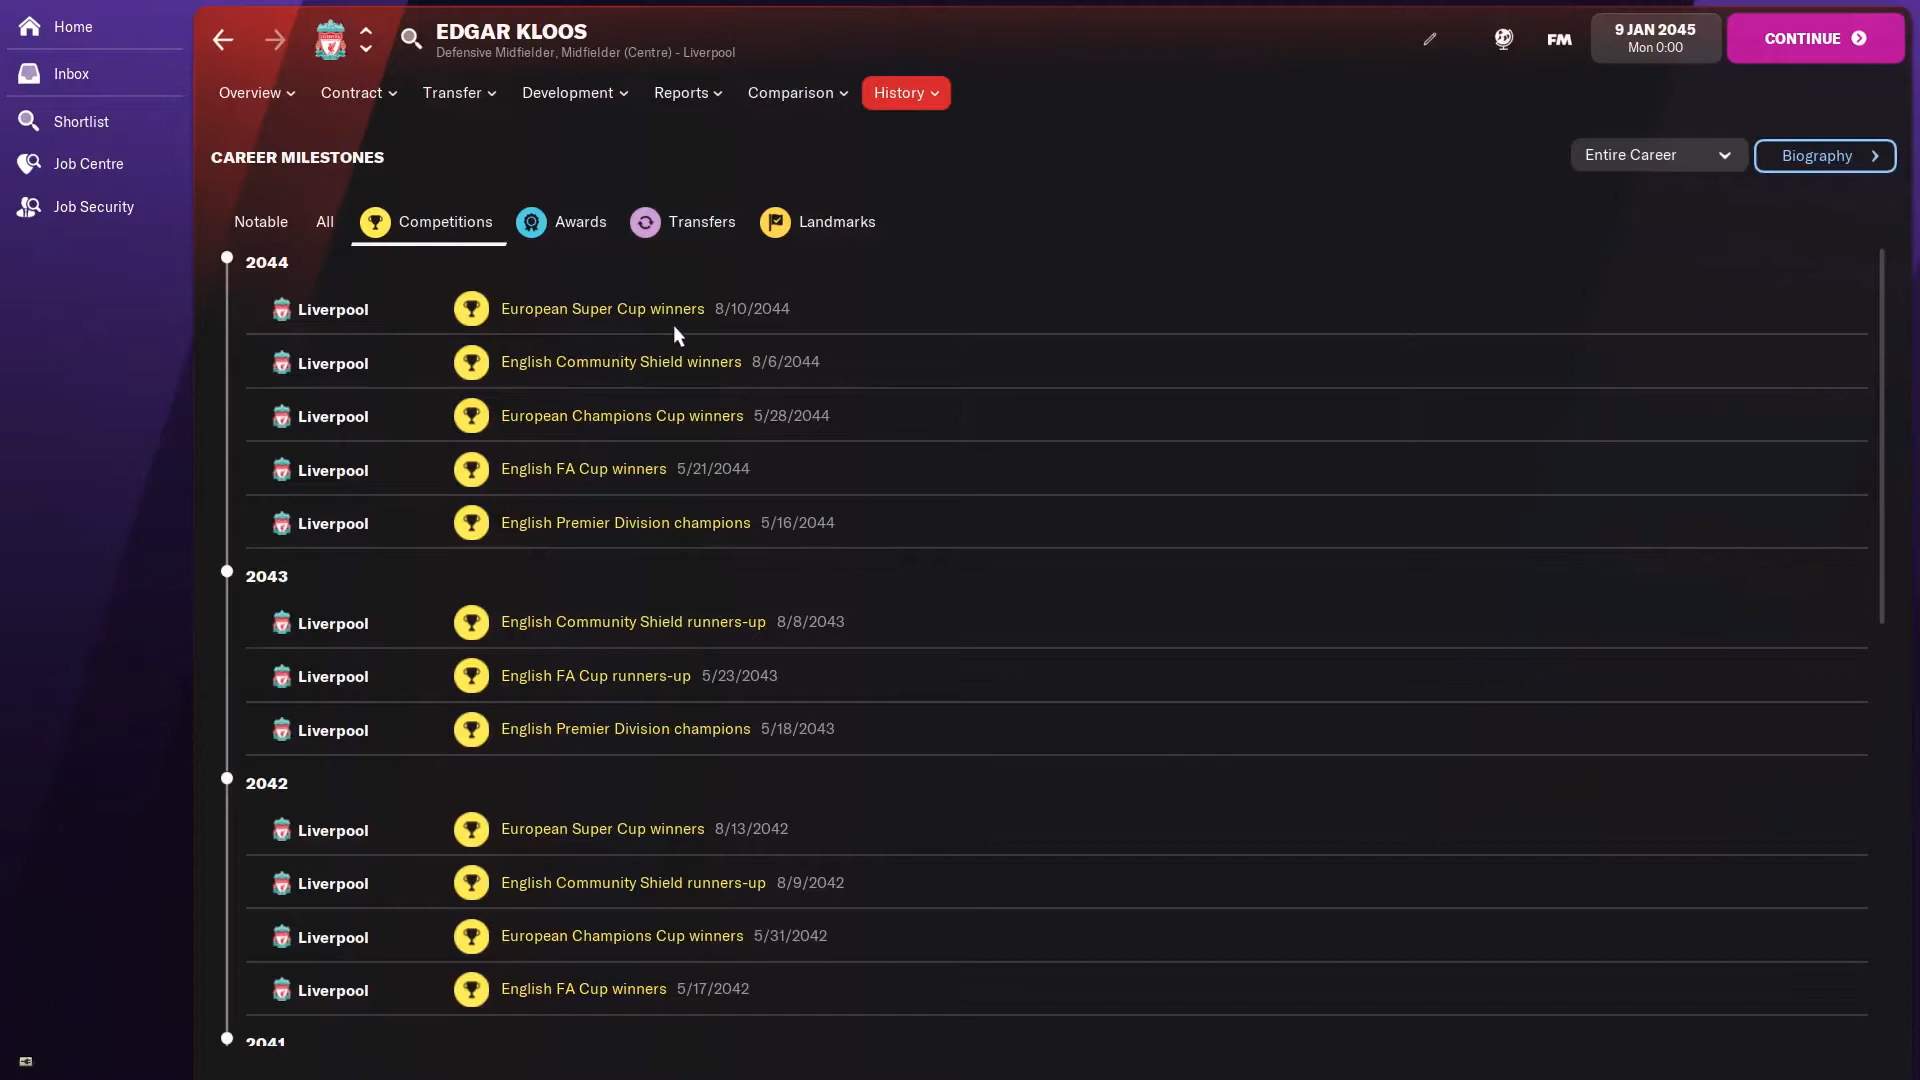 Home
Inbox
Shortlist
Job Centre
Job Security
EDGAR KLOOS
Defensive Midfielder, Midfielder (Centre) - Liverpool
FM
9 JAN 2045
Mon 0:00
CONTINUE
Overview
Contract
Transfer
Development
Reports
Comparison
History
CAREER MILESTONES
Entire Career
Biography
Notable
All
Competitions
Awards
Transfers
Landmarks
2044
Liverpool European Super Cup winners 8/10/2044
Liverpool English Community Shield winners 8/6/2044
Liverpool European Champions Cup winners 5/28/2044
Liverpool English FA Cup winners 5/21/2044
Liverpool English Premier Division champions 5/16/2044
2043
Liverpool English Community Shield runners-up 8/8/2043
Liverpool English FA Cup runners-up 5/23/2043
Liverpool English Premier Division champions 5/18/2043
2042
Liverpool European Super Cup winners 8/13/2042
Liverpool English Community Shield runners-up 8/9/2042
Liverpool European Champions Cup winners 5/31/2042
Liverpool English FA Cup winners 5/17/2042
2041